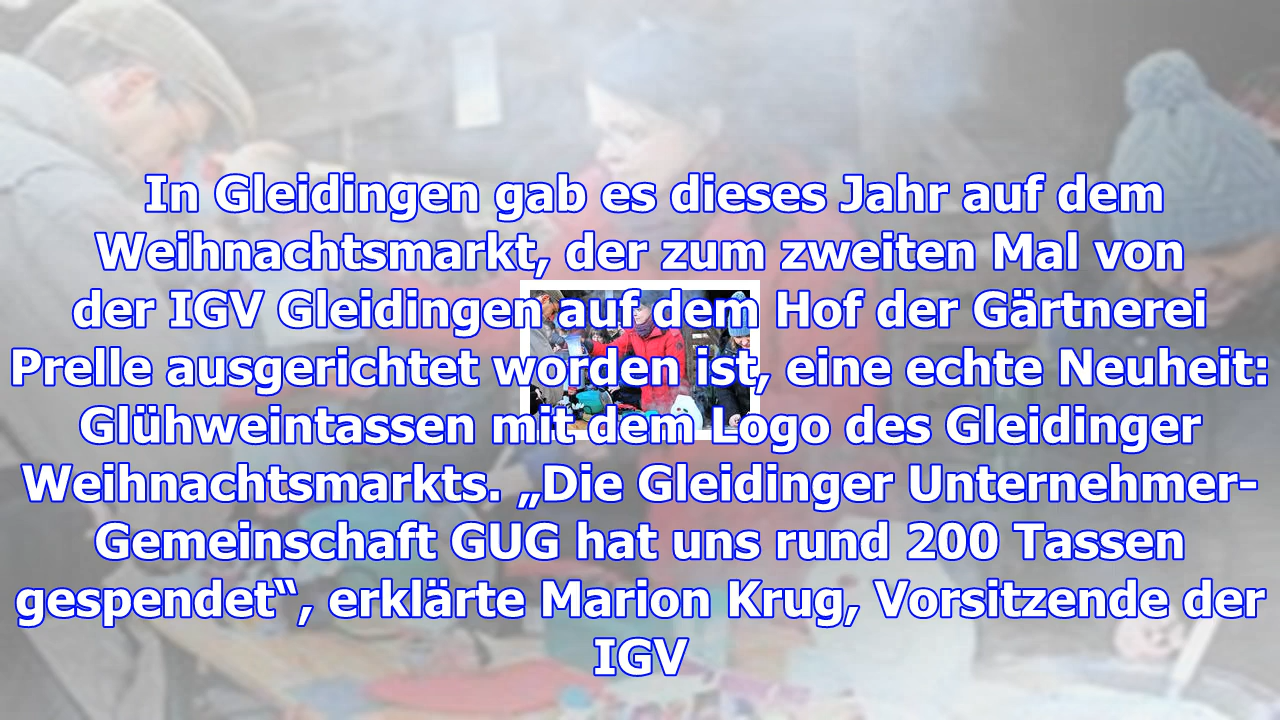 In Gleidingen gab es dieses Jahr auf dem
Weihnachtsmarkt, der zum zweiten Mal von
der IGV Gleidingen auf dem Hof der Gärtnerei
Prelle ausgerichtet worden ist, eine echte Neuheit:
Glühweintassen mit dem Logo des Gleidinger
Weihnachtsmarkts. „Die Gleidinger Unternehmer-
Gemeinschaft GUG hat uns rund 200 Tassen
gespendet“, erklärte Marion Krug, Vorsitzende der
IGV